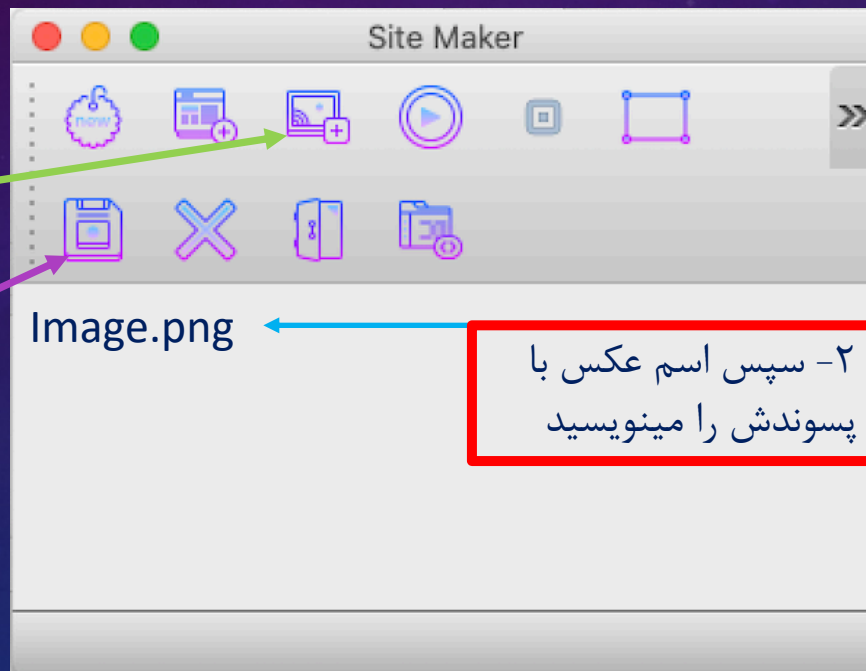 Site Maker
now
Image.png
۲- سپس اسم عکس با
پسوندش را مینویسید